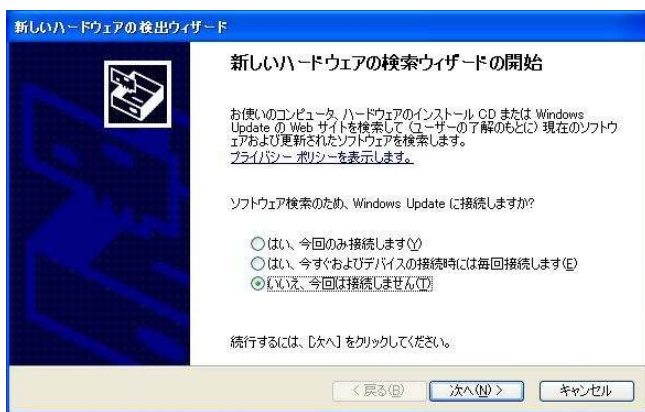 新しいハードウェアの検出ウィザード
新しいハードウェアの検索ウィザードの開始
お使いのコンピュータ、ハードウェアのインストール CD または Windows
Update の Web サイトを検索して (ユーザーの了解のもとに) 現在のソフトウ
ェアおよび更新されたソフトウェアを検索します。
プライバシー ポリシーを表示します。
ソフトウェア検索のため、Windows Update に接続しますか?
はい、今回のみ接続します(Y)
はい、今すぐおよびデバイスの接続時には毎回接続します(E)
いいえ、今回は接続しません(T)
続行するには、[次へ] をクリックしてください。
< 戻る(B) 次へ(N) > キャンセル